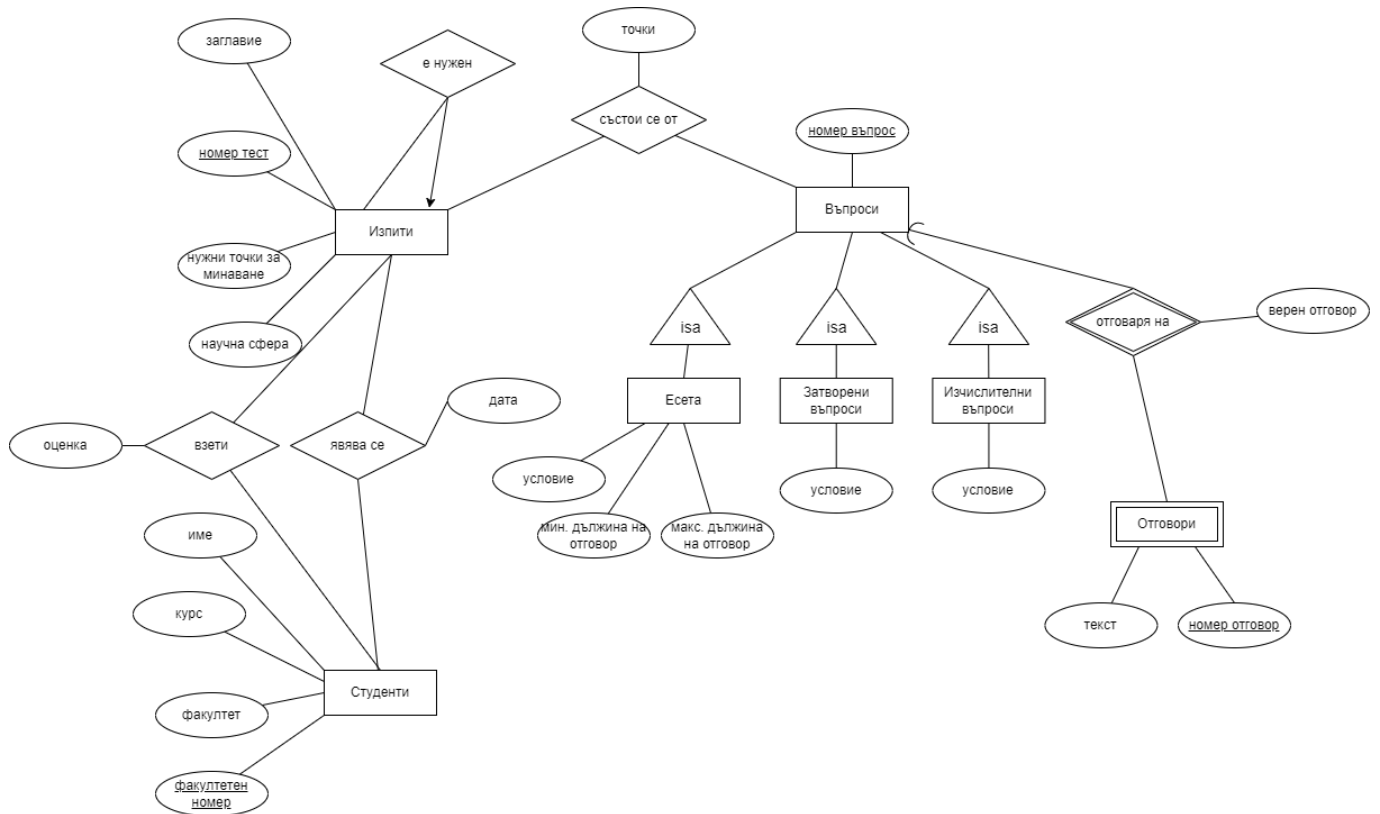 заглавие
е нужен
точки
състои се от
номер въпрос
номер тест
Въпроси
Изпити
нужни точки за
минаване
научна сфера
isa
isa
isa
отговаря на
верен отговор
Есета
Затворени
въпроси
Изчислителни
въпроси
дата
оценка
взети
явява се
условие
условие
условие
мин. дължина на
отговор
макс. дължина
на отговор
Отговори
име
курс
текст
номер отговор
Студенти
факултет
факултетен
номер